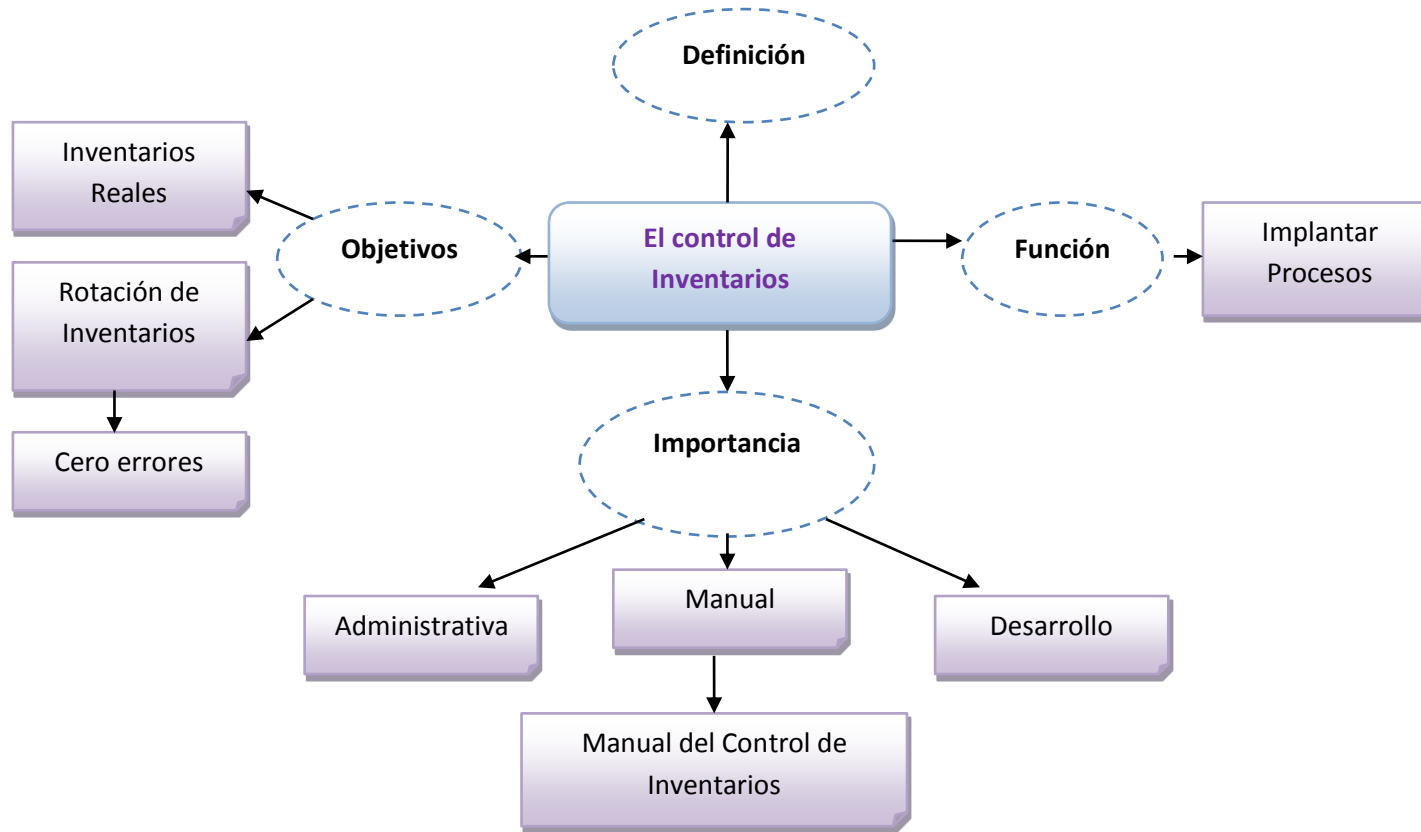 Definición
Inventarios
Reales
Objetivos
El control de
Inventarios
Función
Implantar
Procesos
Rotación de
Inventarios
Cero errores
Importancia
Administrativa
Manual
Desarrollo
Manual del Control de
Inventarios